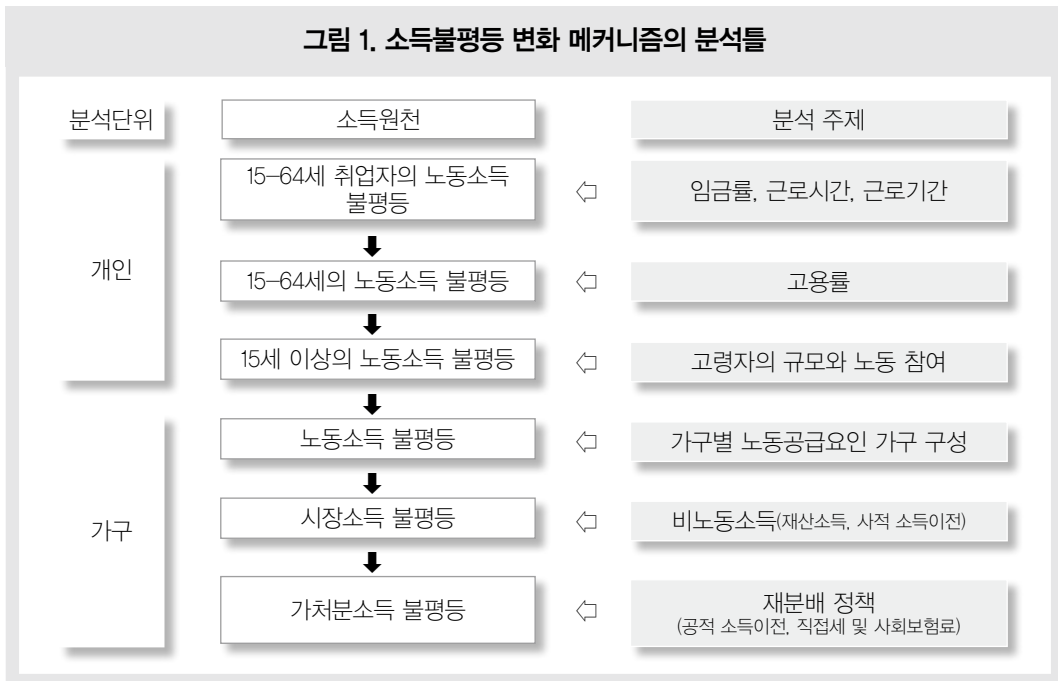 그림 1. 소득불평등 변화 메커니즘의 분석틀
분석단위
소득원천
분석 주제
개인
15-64세 취업자의 노동소득
불평등
임금률, 근로시간, 근로기간
15-64세의 노동소득 불평등
고용률
15세 이상의 노동소득 불평등
고령자의 규모와 노동 참여
가구
노동소득 불평등
가구별 노동공급요인 가구 구성
시장소득 불평등
비노동소득(재산소득, 사적 소득이전)
가처분소득 불평등
재분배 정책
(공적 소득이전, 직접세 및 사회보험료)